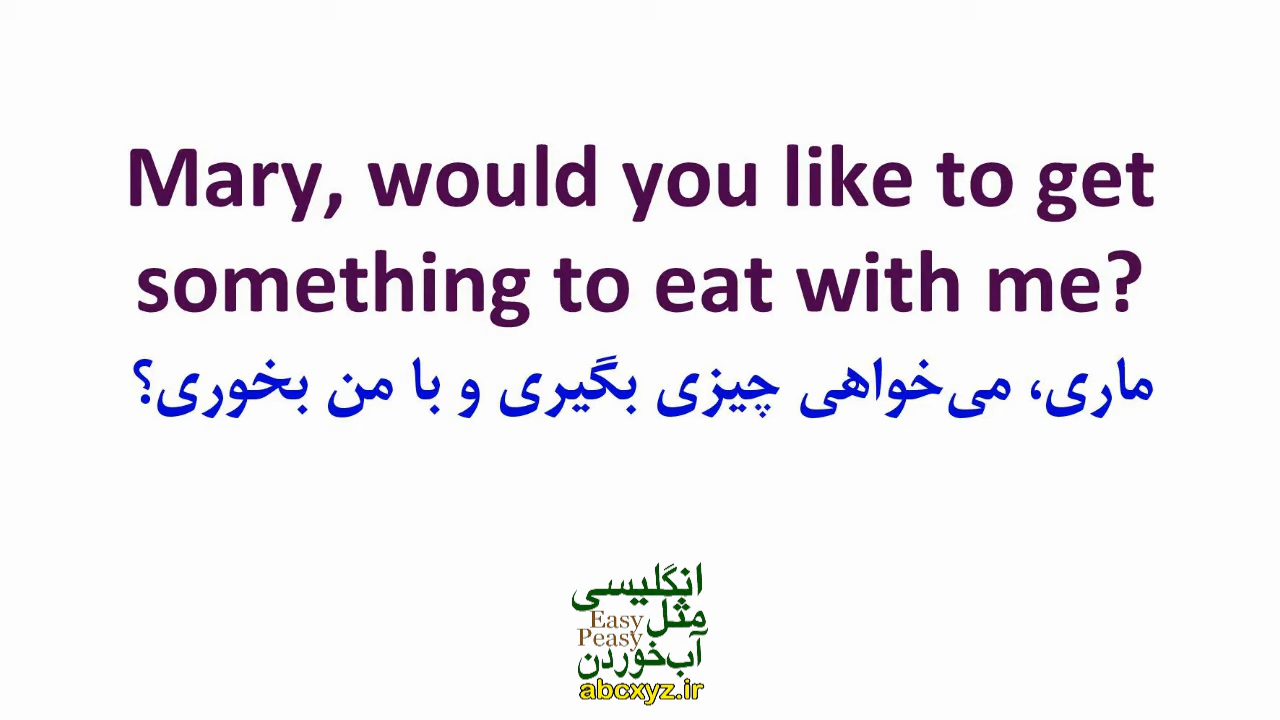 Mary, would you like to get
something to eat with me?
ماری، می‌خواهی چیزی بگیری و با من بخوری؟
انگلیسی
مثل
Easy
Peasy
آب‌خوردن
abcxyz.ir